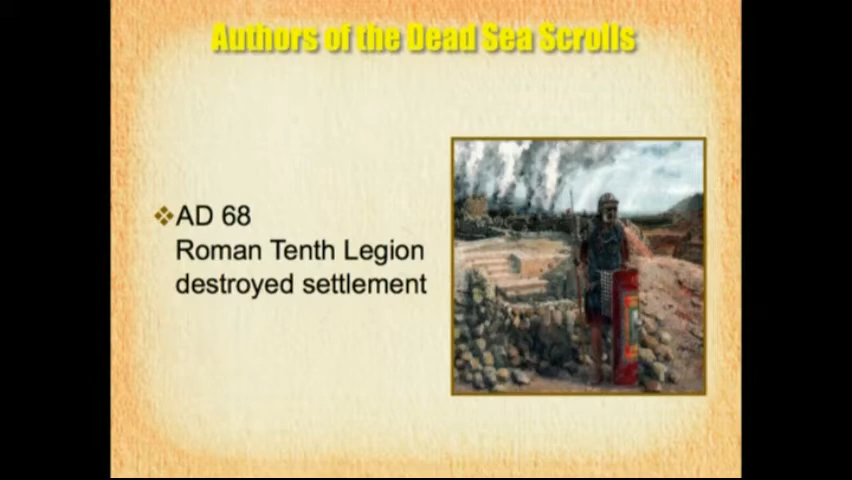 Authors of the Dead Sea Scrolls
AD 68
Roman Tenth Legion
destroyed settlement